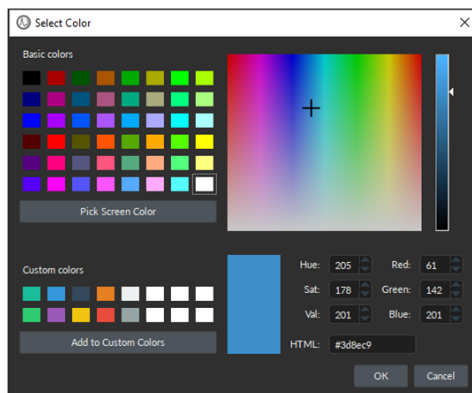 Select Color
Basic colors
Pick Screen Color
Custom colors
Add to Custom Colors
Hue: 205 Red: 61
Sat: 178 Green: 142
Val: 201 Blue: 201
HTML: #3d8ec9
OK Cancel